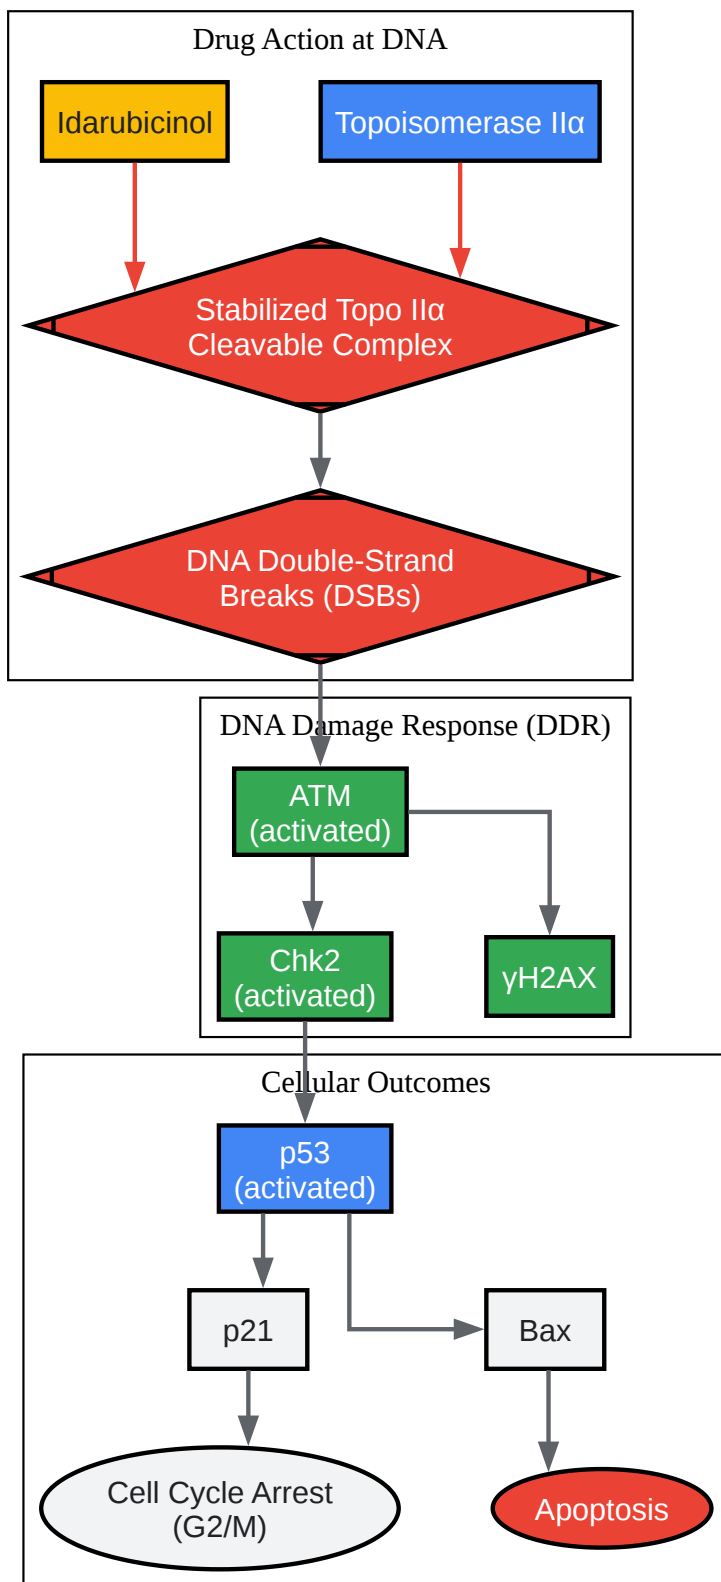 Drug Action at DNA
Idarubicinol
Topoisomerase IIα
Stabilized Topo IIα
Cleavable Complex
DNA Double-Strand
Breaks (DSBs)
DNA Damage Response (DDR)
ATM
(activated)
Chk2
(activated)
γH2AX
Cellular Outcomes
p53
(activated)
p21
Bax
Cell Cycle Arrest
(G2/M)
Apoptosis